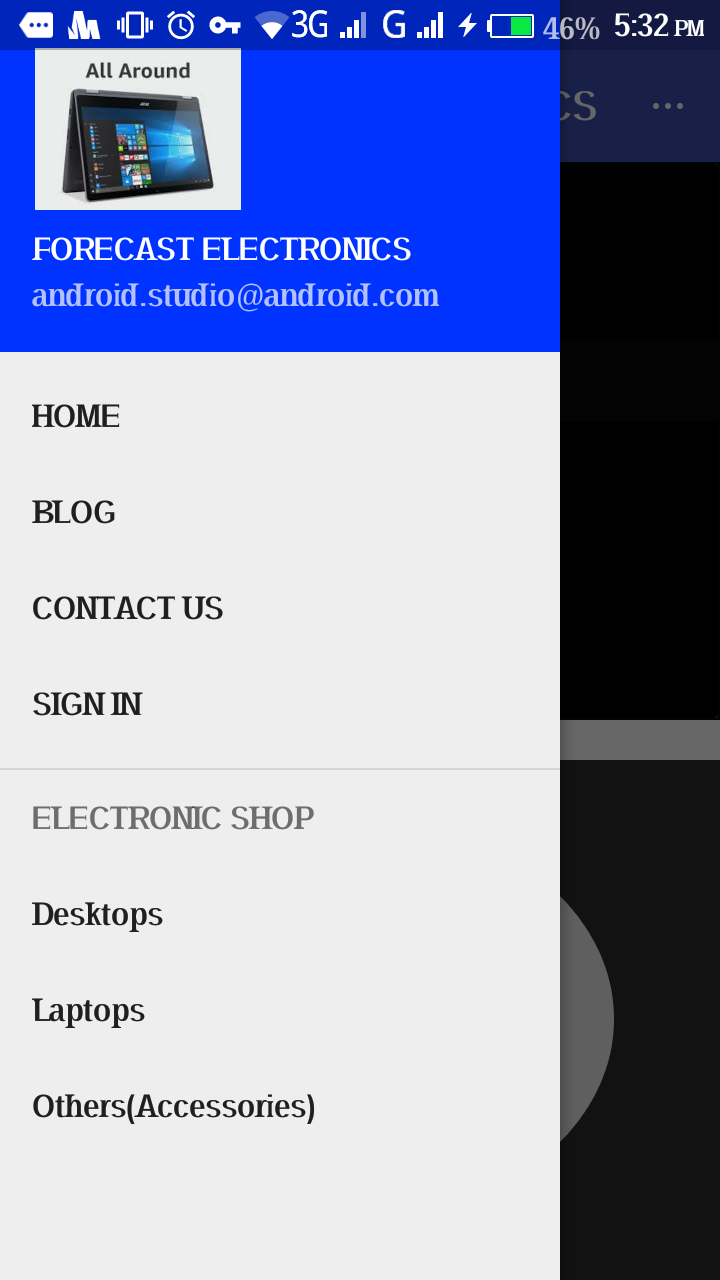 3G G 46% 5:32 PM
All Around
acer
CS
FORECAST ELECTRONICS
android.studio@android.com
HOME
BLOG
CONTACT US
SIGN IN
ELECTRONIC SHOP
Desktops
Laptops
Others(Accessories)